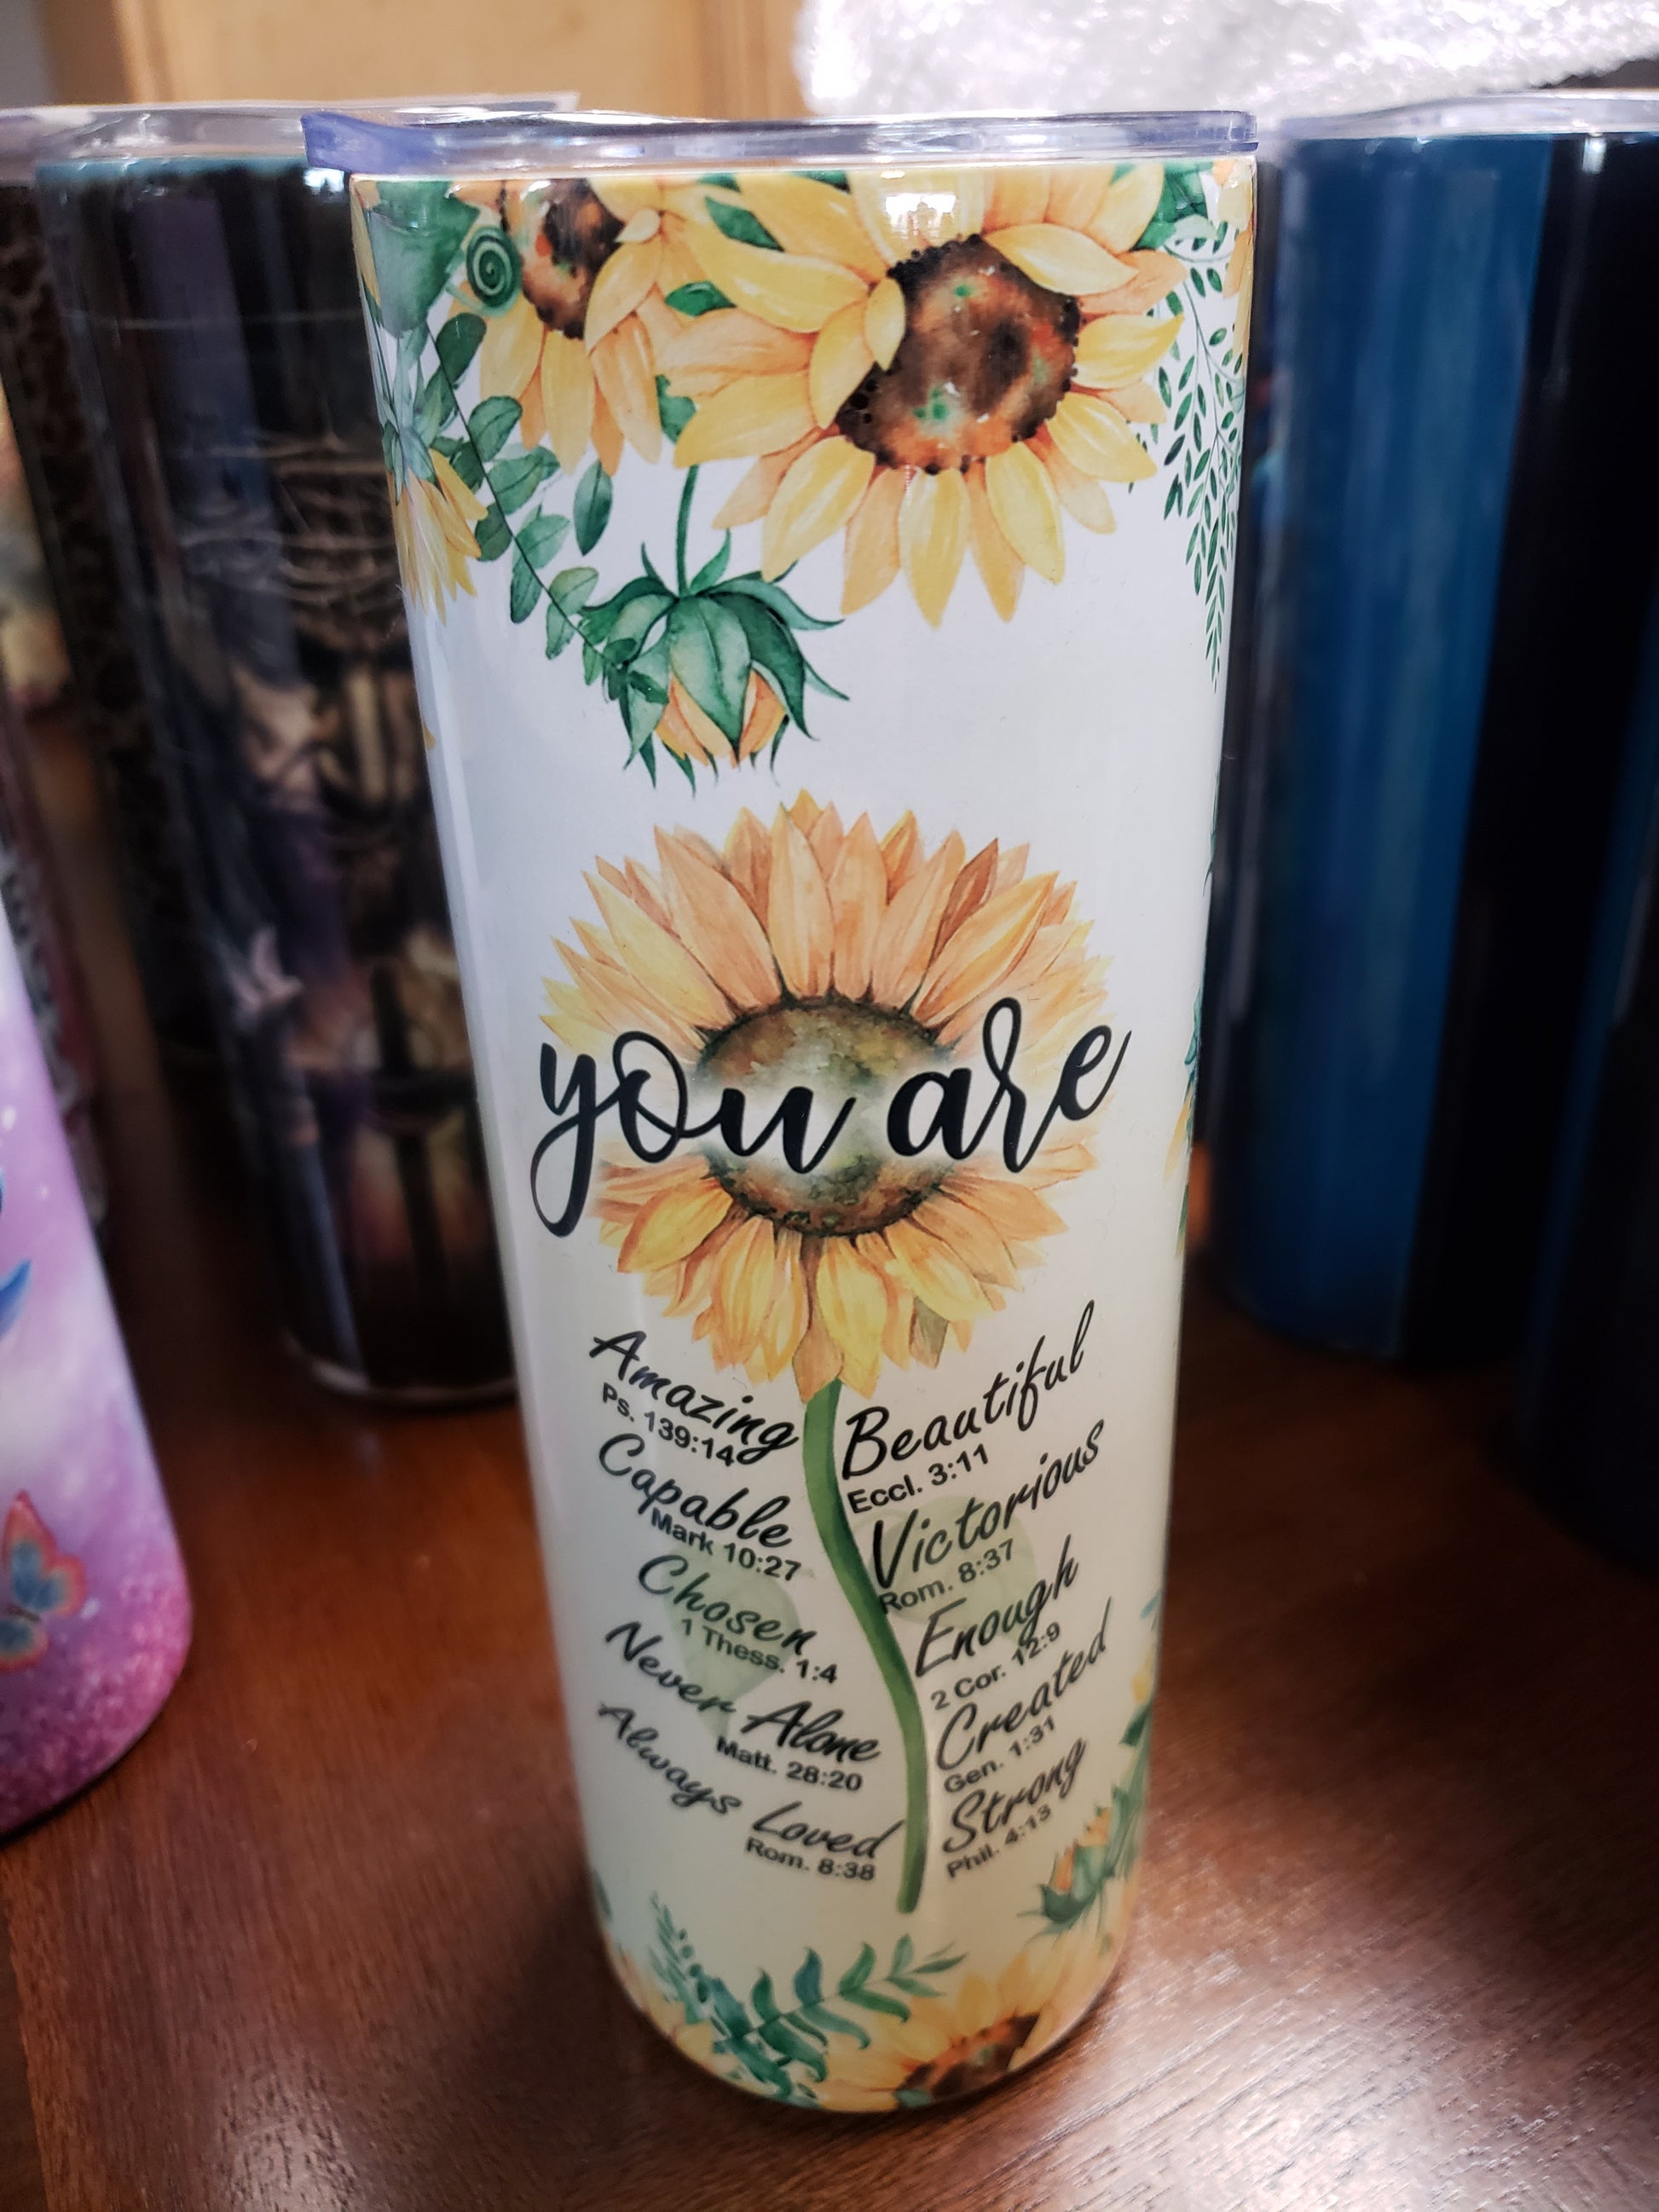 you are
Amazing
Ps. 139:14
Capable
Mark 10:27
Chosen
1 Thess. 1:4
Never Alone
Matt. 28:20
Always Loved
Rom. 8:38
Beautiful
Eccl. 3:11
Victorious
Rom. 8:37
Enough
2 Cor. 12:9
Created
Gen. 1:31
Strong
Phil. 4:13